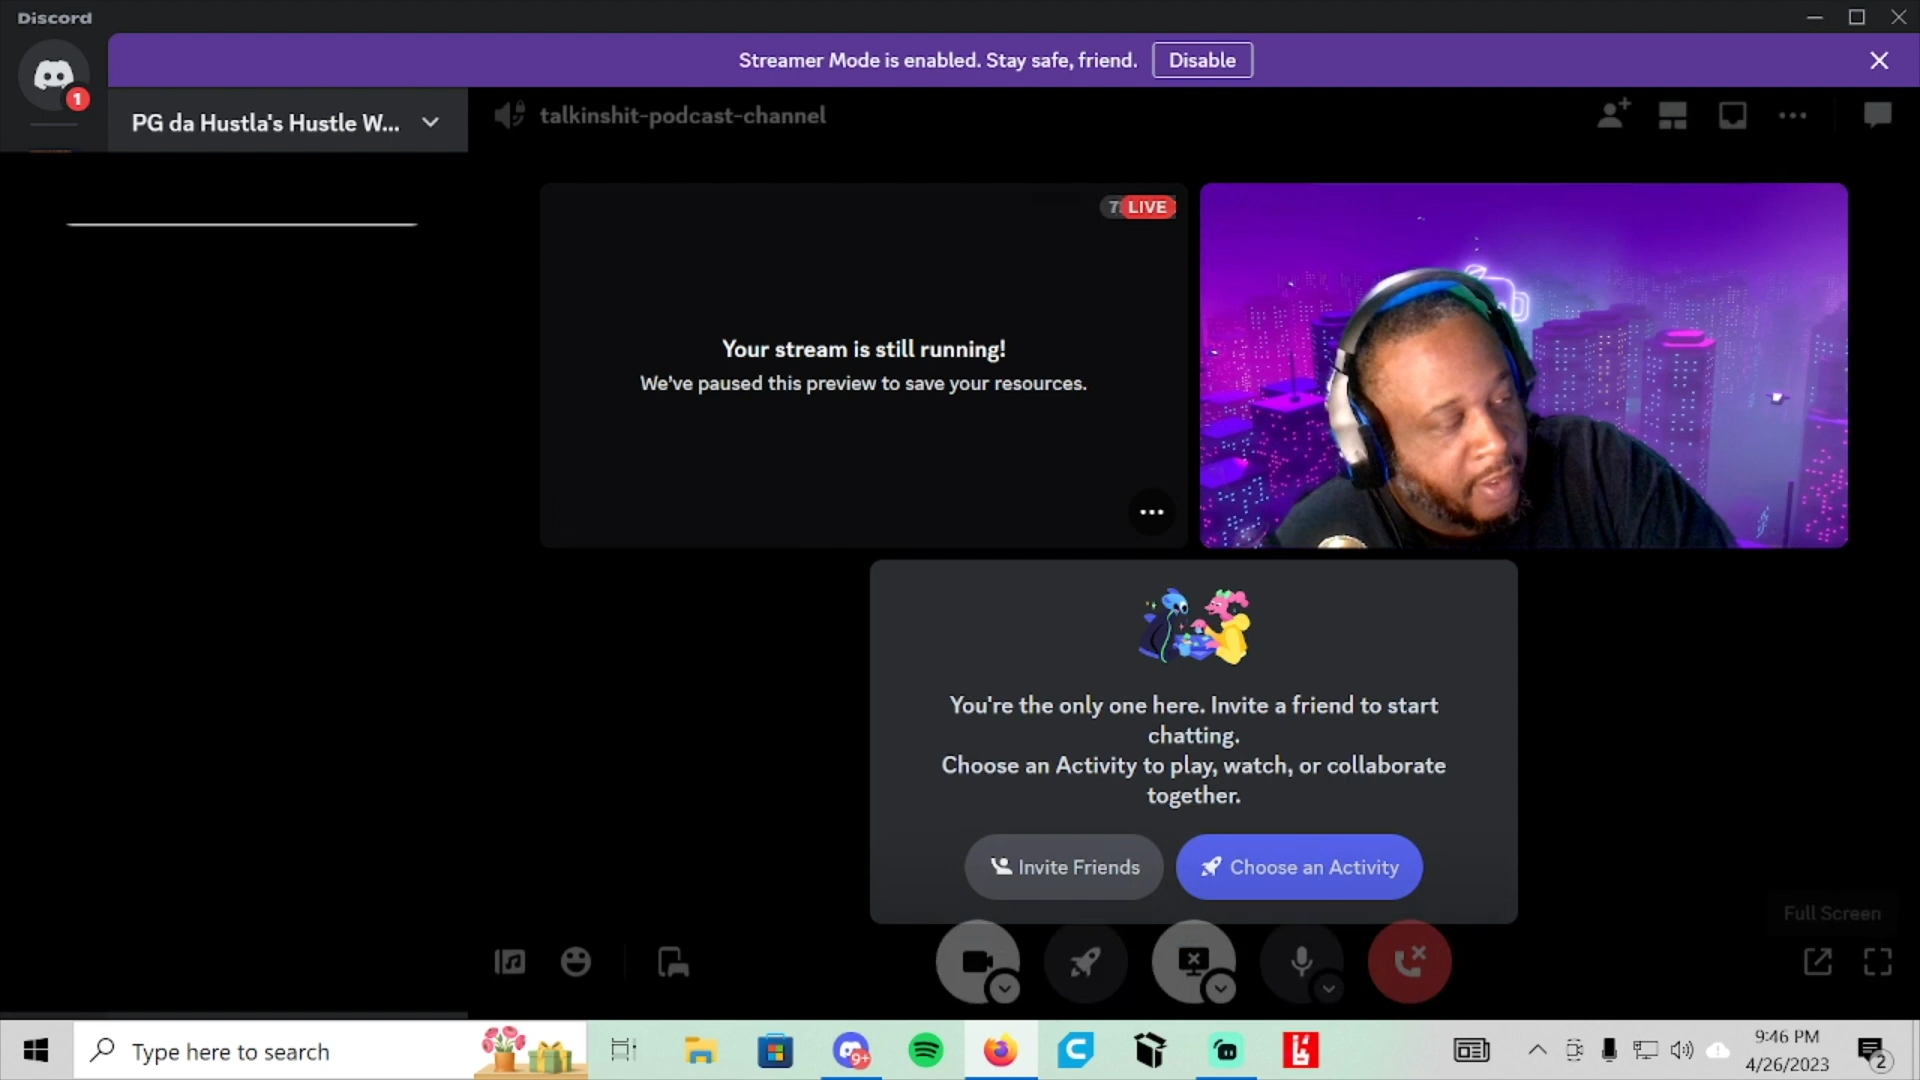 Discord
Streamer Mode is enabled. Stay safe, friend.
Disable
1
PG da Hustla's Hustle W...
talkinshit-podcast-channel
LIVE
Your stream is still running!
We've paused this preview to save your resources.
You're the only one here. Invite a friend to start
chatting.
Choose an Activity to play, watch, or collaborate
together.
Invite Friends
Choose an Activity
Full Screen
Type here to search
9+
9:46 PM
4/26/2023
2